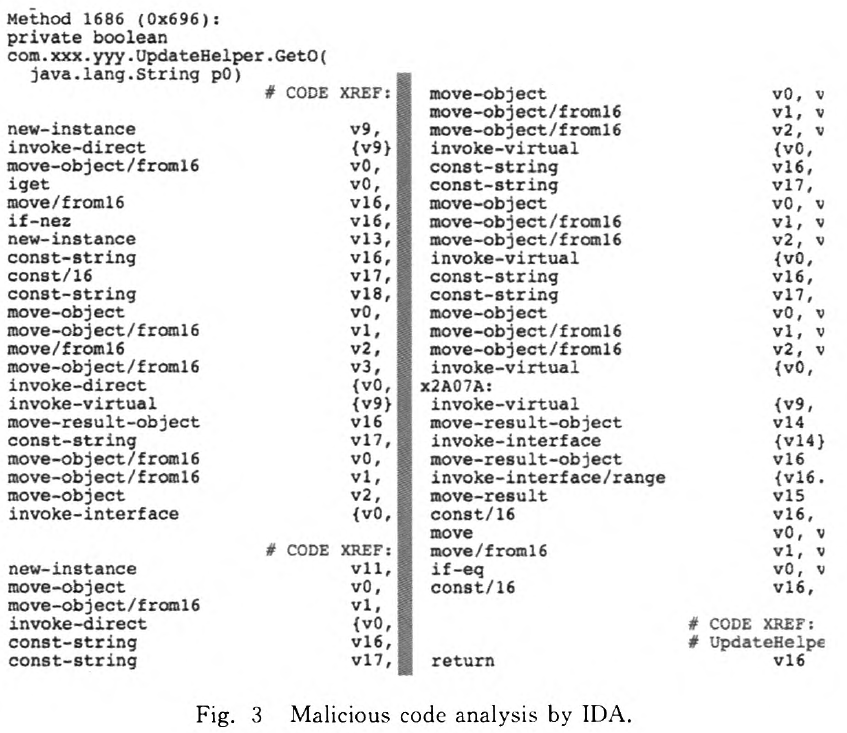 Method 1686 (0x696):
private boolean
com.xxx.yyy.UpdateHelper.GetO(
java.lang.String p0)
# CODE XREF:
new-instance v9,
invoke-direct {v9}
move-object/from16 v0,
iget v0,
move/from16 v16,
if-nez v16,
new-instance v13,
const-string v16,
const/16 v17,
const-string v18,
move-object v0,
move-object/from16 v1,
move/from16 v2,
move-object/from16 v3,
invoke-direct {v0,
invoke-virtual {v9}
move-result-object v16
const-string v17,
move-object/from16 v0,
move-object/from16 v1,
move-object v2,
invoke-interface {v0,
# CODE XREF:
new-instance v11,
move-object v0,
move-object/from16 v1,
invoke-direct {v0,
const-string v16,
const-string v17,
move-object v0, v
move-object/from16 v1, v
move-object/from16 v2, v
invoke-virtual {v0,
const-string v16,
const-string v17,
move-object v0, v
move-object/from16 v1, v
move-object/from16 v2, v
invoke-virtual {v0,
const-string v16,
const-string v17,
move-object v0, v
move-object/from16 v1, v
move-object/from16 v2, v
invoke-virtual {v0,
x2A07A:
invoke-virtual {v9,
move-result-object v14
invoke-interface {v14}
move-result-object v16
invoke-interface/range {v16.
move-result v15
const/16 v16,
move v0, v
move/from16 v1, v
if-eq v0, v
const/16 v16,
# CODE XREF:
# UpdateHelpe
return v16
Fig. 3 Malicious code analysis by IDA.